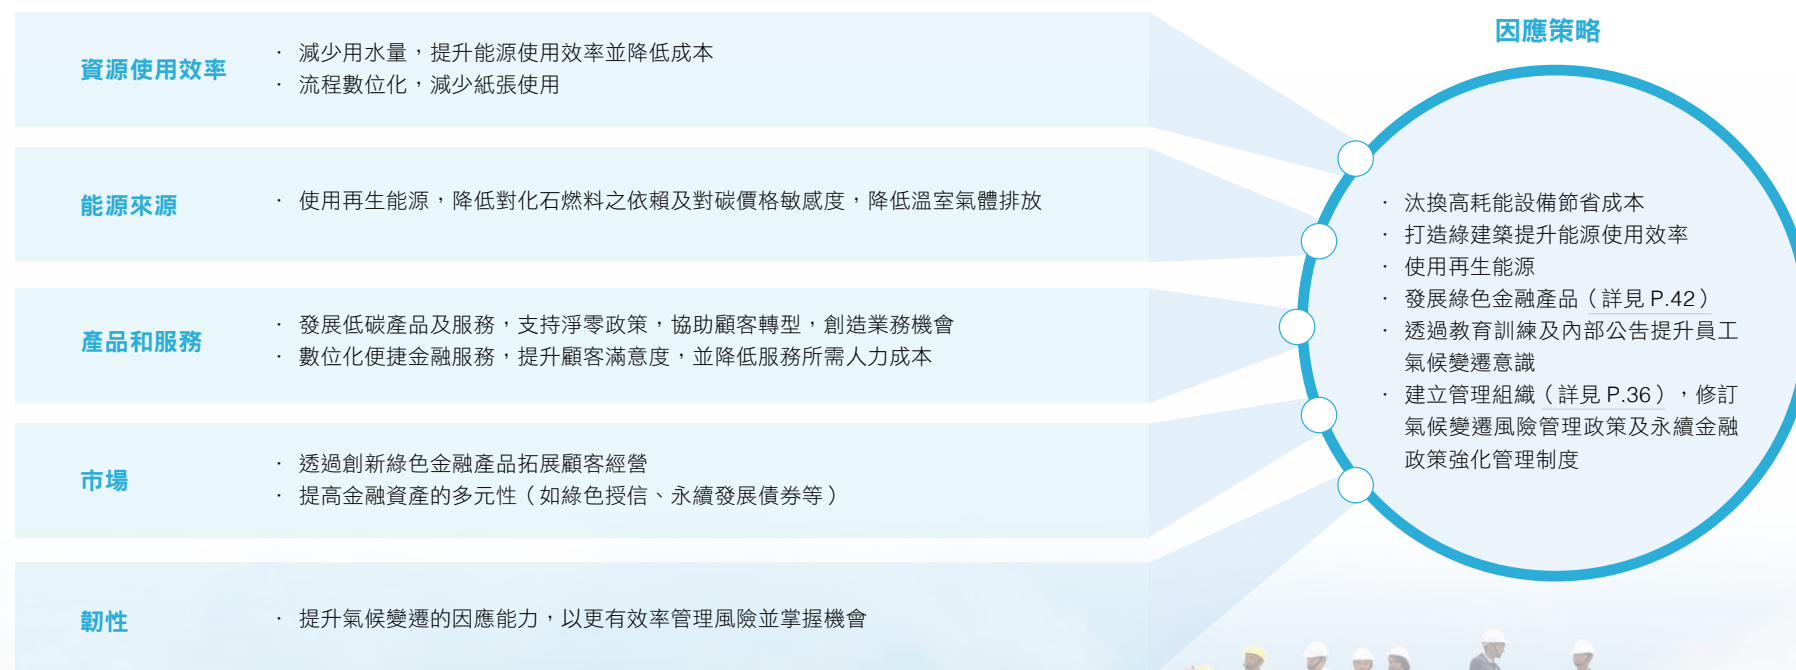 資源使用效率
· 減少用水量，提升能源使用效率並降低成本
· 流程數位化，減少紙張使用
能源來源
· 使用再生能源，降低對化石燃料之依賴及對碳價格敏感度，降低溫室氣體排放
產品和服務
· 發展低碳產品及服務，支持淨零政策，協助顧客轉型，創造業務機會
· 數位化便捷金融服務，提升顧客滿意度，並降低服務所需人力成本
市場
· 透過創新綠色金融產品拓展顧客經營
· 提高金融資產的多元性（如綠色授信、永續發展債券等）
韌性
· 提升氣候變遷的因應能力，以更有效率管理風險並掌握機會
因應策略
· 汰換高耗能設備節省成本
· 打造綠建築提升能源使用效率
· 使用再生能源
· 發展綠色金融產品（詳見 P.42）
· 透過教育訓練及內部公告提升員工
氣候變遷意識
· 建立管理組織（詳見 P.36），修訂
氣候變遷風險管理政策及永續金融
政策強化管理制度